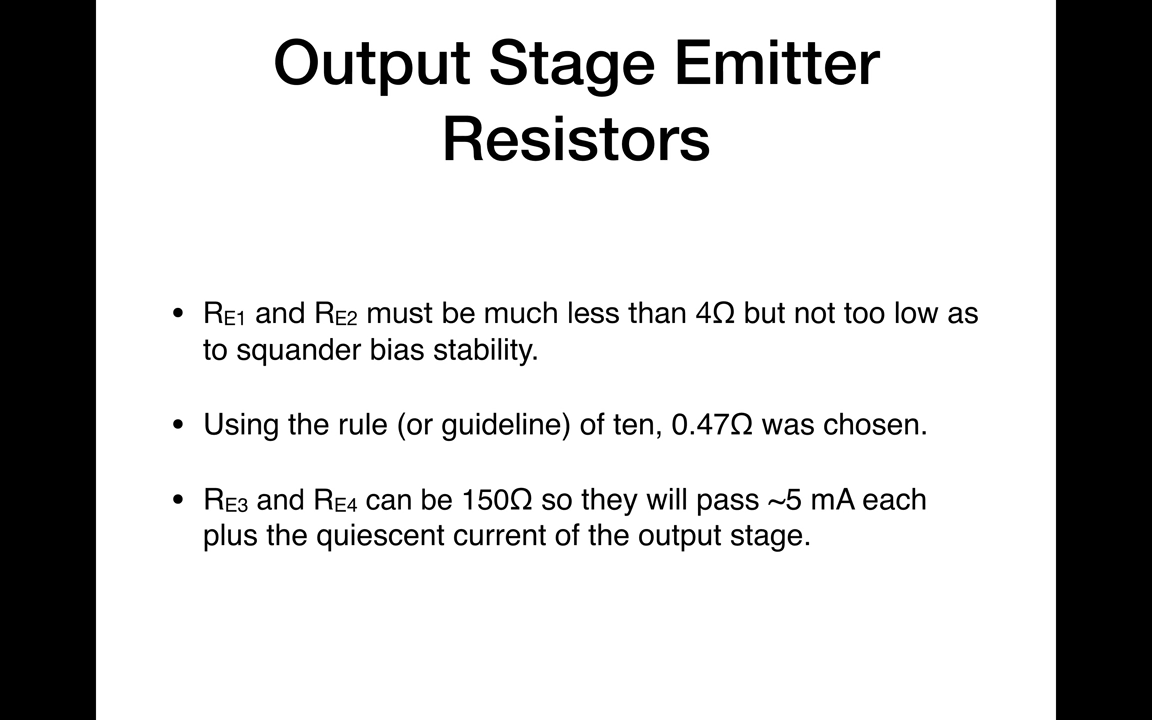 Output Stage Emitter
Resistors
• RE1 and RE2 must be much less than 4Ω but not too low as
to squander bias stability.
• Using the rule (or guideline) of ten, 0.47Ω was chosen.
• RE3 and RE4 can be 150Ω so they will pass ~5 mA each
plus the quiescent current of the output stage.